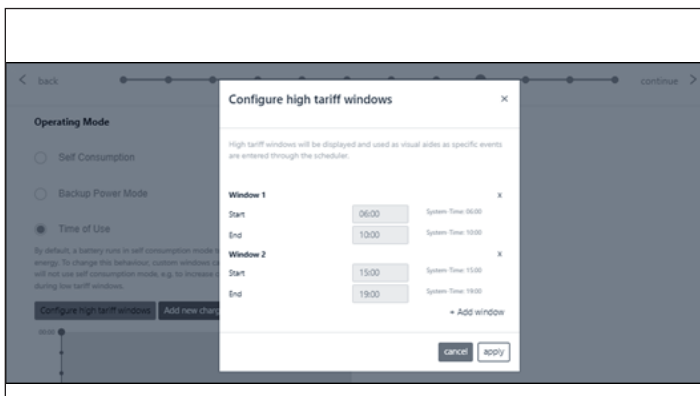 back
continue
Operating Mode
Self Consumption
Backup Power Mode
Time of Use
By default, a battery runs in self consumption mode
energy. To change this behaviour, custom windows
will not use self consumption mode, e.g. to increase
during low tariff windows.
Configure high tariff windows
Add new
00:00
Configure high tariff windows ×
High tariff windows will be displayed and used as visual aides as specific events
are entered through the scheduler.
Window 1 x
Start 06:00 System-Time: 06:00
End 10:00 System-Time: 10:00
Window 2 X
Start 15:00 System-Time: 15:00
End 19:00 System-Time: 19:00
+ Add window
cancel apply